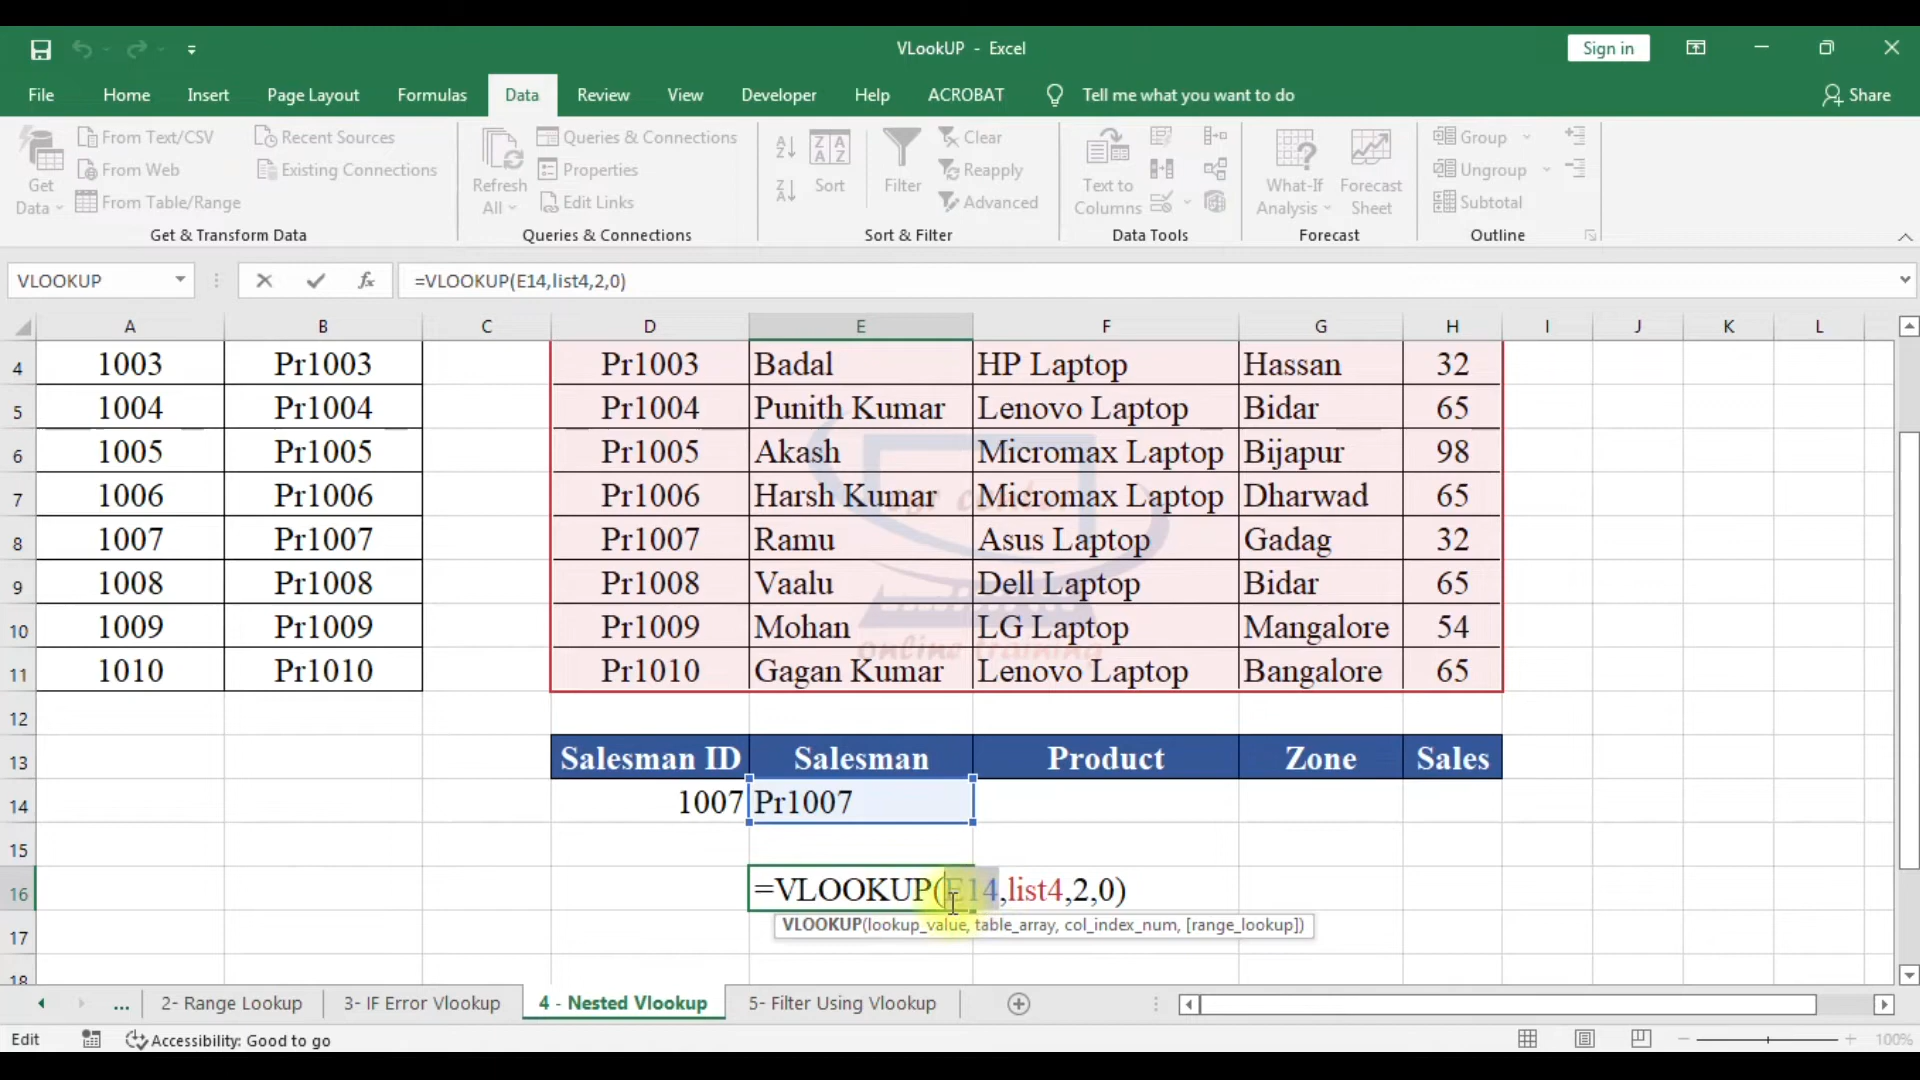 VLookUP - Excel
Sign in
File Home Insert Page Layout Formulas Data Review View Developer Help ACROBAT Tell me what you want to do Share
Get Data
From Text/CSV
From Web
From Table/Range
Recent Sources
Existing Connections
Get & Transform Data
Refresh All
Queries & Connections
Properties
Edit Links
Queries & Connections
Sort
Filter
Clear
Reapply
Advanced
Sort & Filter
Text to Columns
Data Tools
What-If Analysis
Forecast Sheet
Forecast
Group
Ungroup
Subtotal
Outline
VLOOKUP fx =VLOOKUP(E14,list4,2,0)
A B C D E F G H I J K L
4 1003 Pr1003 Pr1003 Badal HP Laptop Hassan 32
5 1004 Pr1004 Pr1004 Punith Kumar Lenovo Laptop Bidar 65
6 1005 Pr1005 Pr1005 Akash Micromax Laptop Bijapur 98
7 1006 Pr1006 Pr1006 Harsh Kumar Micromax Laptop Dharwad 65
8 1007 Pr1007 Pr1007 Ramu Asus Laptop Gadag 32
9 1008 Pr1008 Pr1008 Vaalu Dell Laptop Bidar 65
10 1009 Pr1009 Pr1009 Mohan LG Laptop Mangalore 54
online training
11 1010 Pr1010 Pr1010 Gagan Kumar Lenovo Laptop Bangalore 65
12
13 Salesman ID Salesman Product Zone Sales
14 1007 Pr1007
15
16 =VLOOKUP(E14,list4,2,0)
VLOOKUP(lookup_value, table_array, col_index_num, [range_lookup])
17
18
... 2- Range Lookup 3- IF Error Vlookup 4 - Nested Vlookup 5- Filter Using Vlookup
Edit Accessibility: Good to go 100%